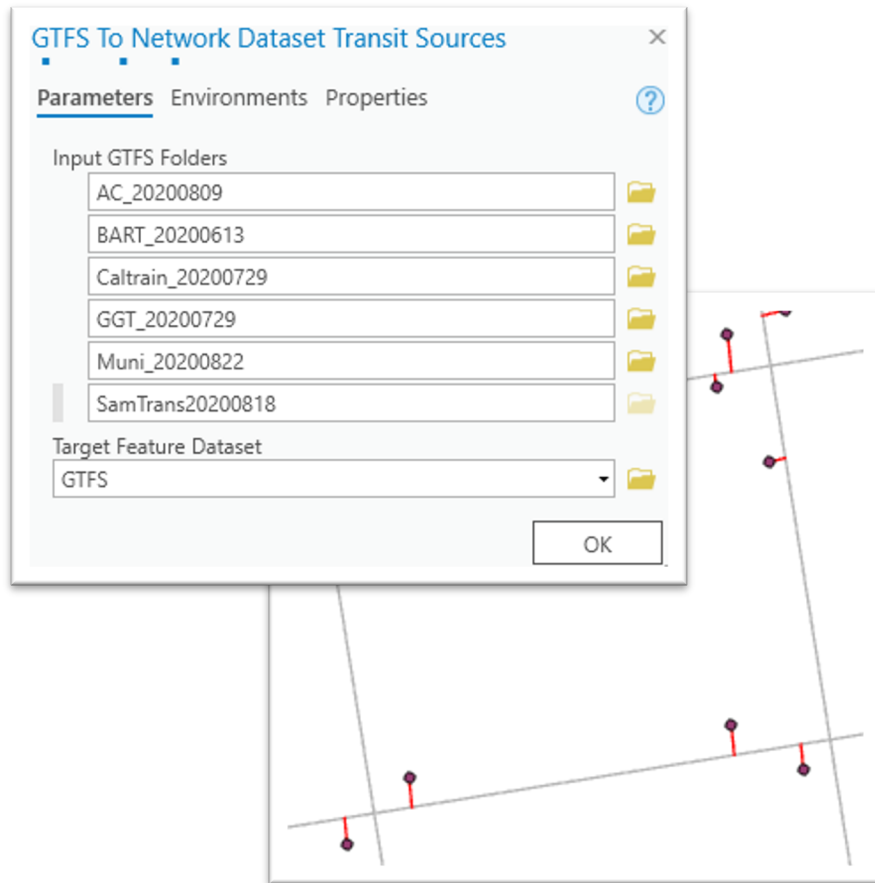 GTFS To Network Dataset Transit Sources
Parameters Environments Properties
Input GTFS Folders
AC_20200809
BART_20200613
Caltrain_20200729
GGT_20200729
Muni_20200822
SamTrans20200818
Target Feature Dataset
GTFS
OK